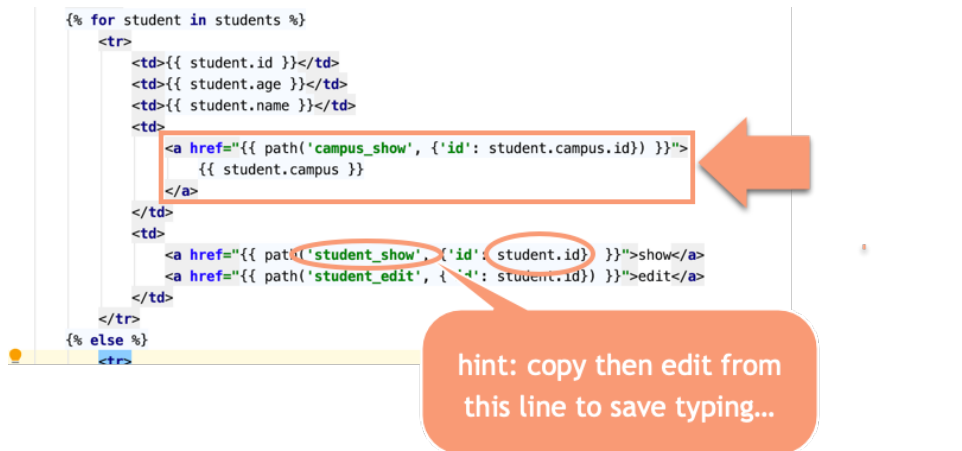 {% for student in students %}
<tr>
<td>{{ student.id }}</td>
<td>{{ student.age }}</td>
<td>{{ student.name }}</td>
<td>
<a href="{{ path('campus_show', {'id': student.campus.id}) }}">
{{ student.campus }}
</a>
</td>
<td>
<a href="{{ path('student_show', {'id': student.id}) }}">show</a>
<a href="{{ path('student_edit', {'id': student.id}) }}">edit</a>
</td>
</tr>
{% else %}
<tr>
hint: copy then edit from
this line to save typing…